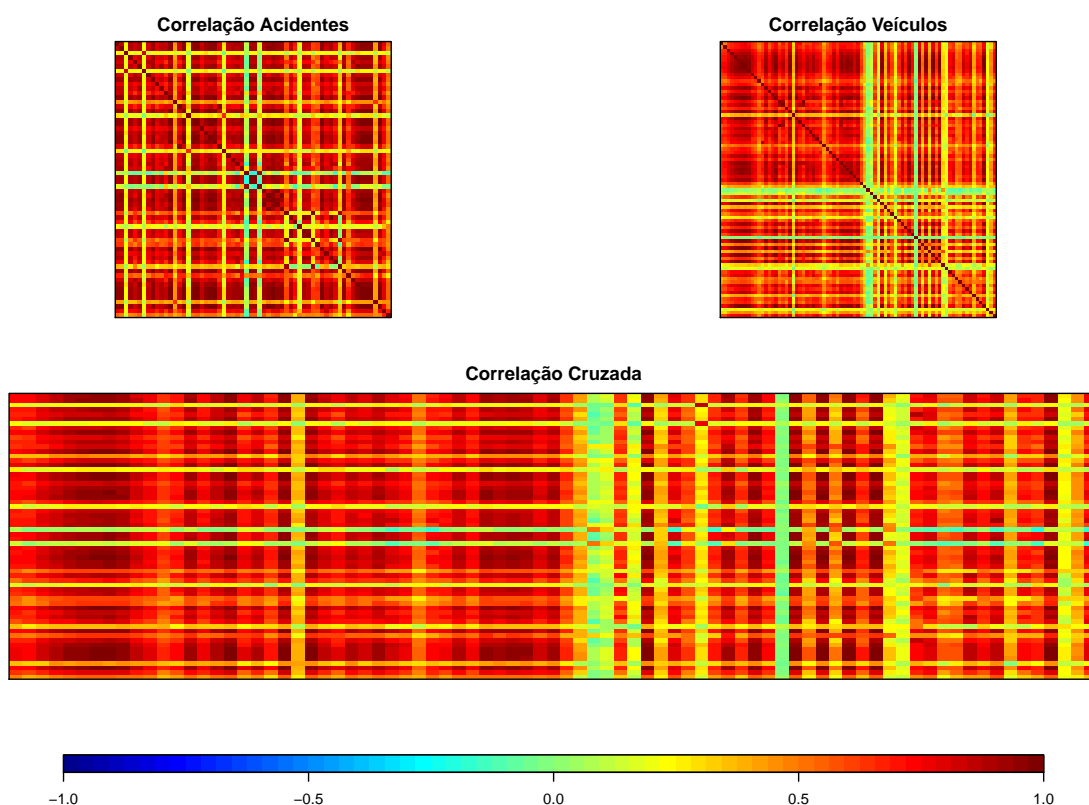 Correlação Acidentes
Correlação Veículos
Correlação Cruzada
−1.0
−0.5
0.0
0.5
1.0